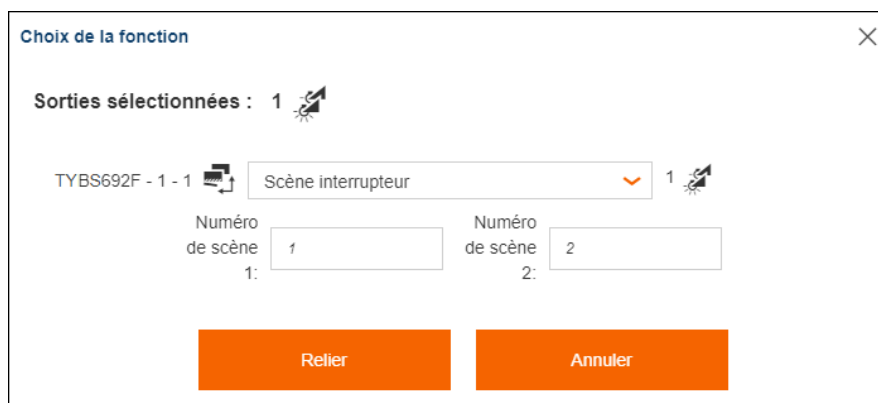 Choix de la fonction
Sorties sélectionnées : 1
TYBS692F - 1 - 1 Scène interrupteur 1
Numéro de scène 1: 1 Numéro de scène 2: 2
Relier Annuler